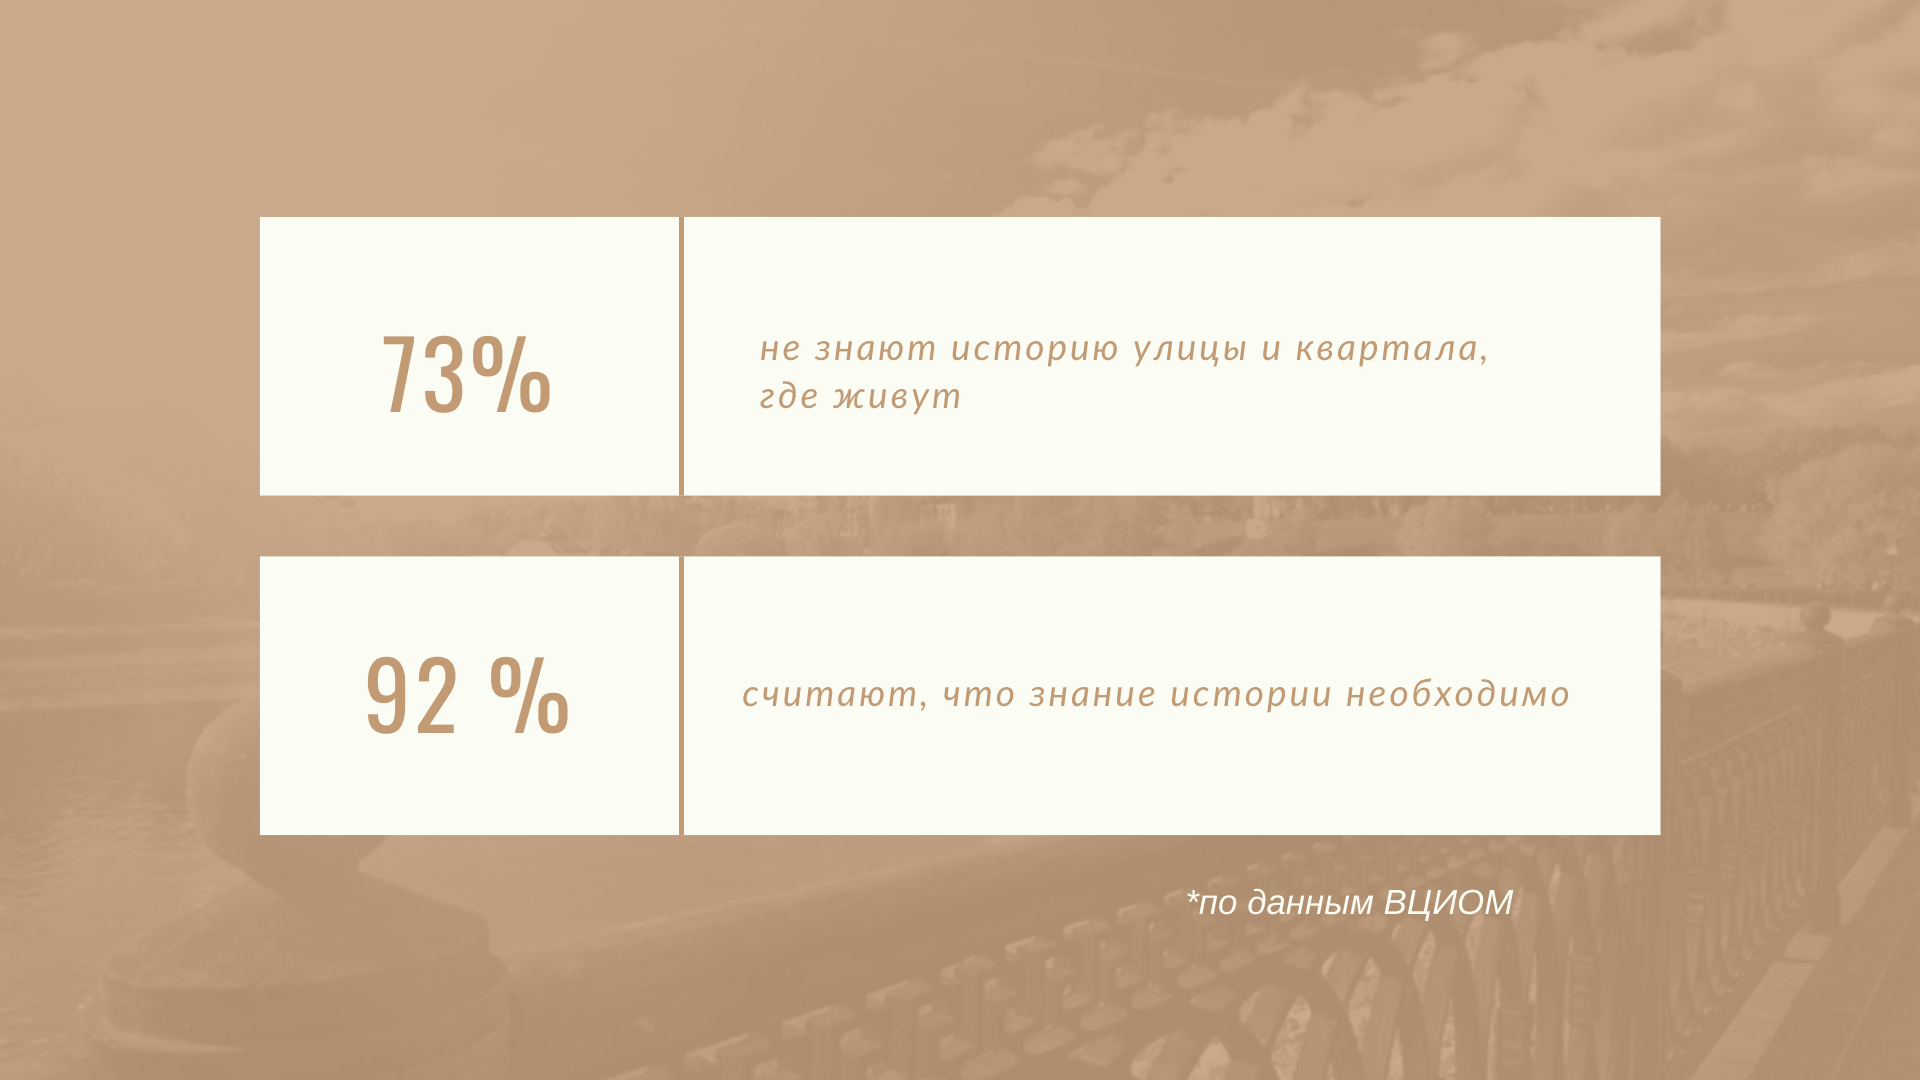 73%
не знают историю улицы и квартала,
где живут
92 %
считают, что знание истории необходимо
*по данным ВЦИОМ